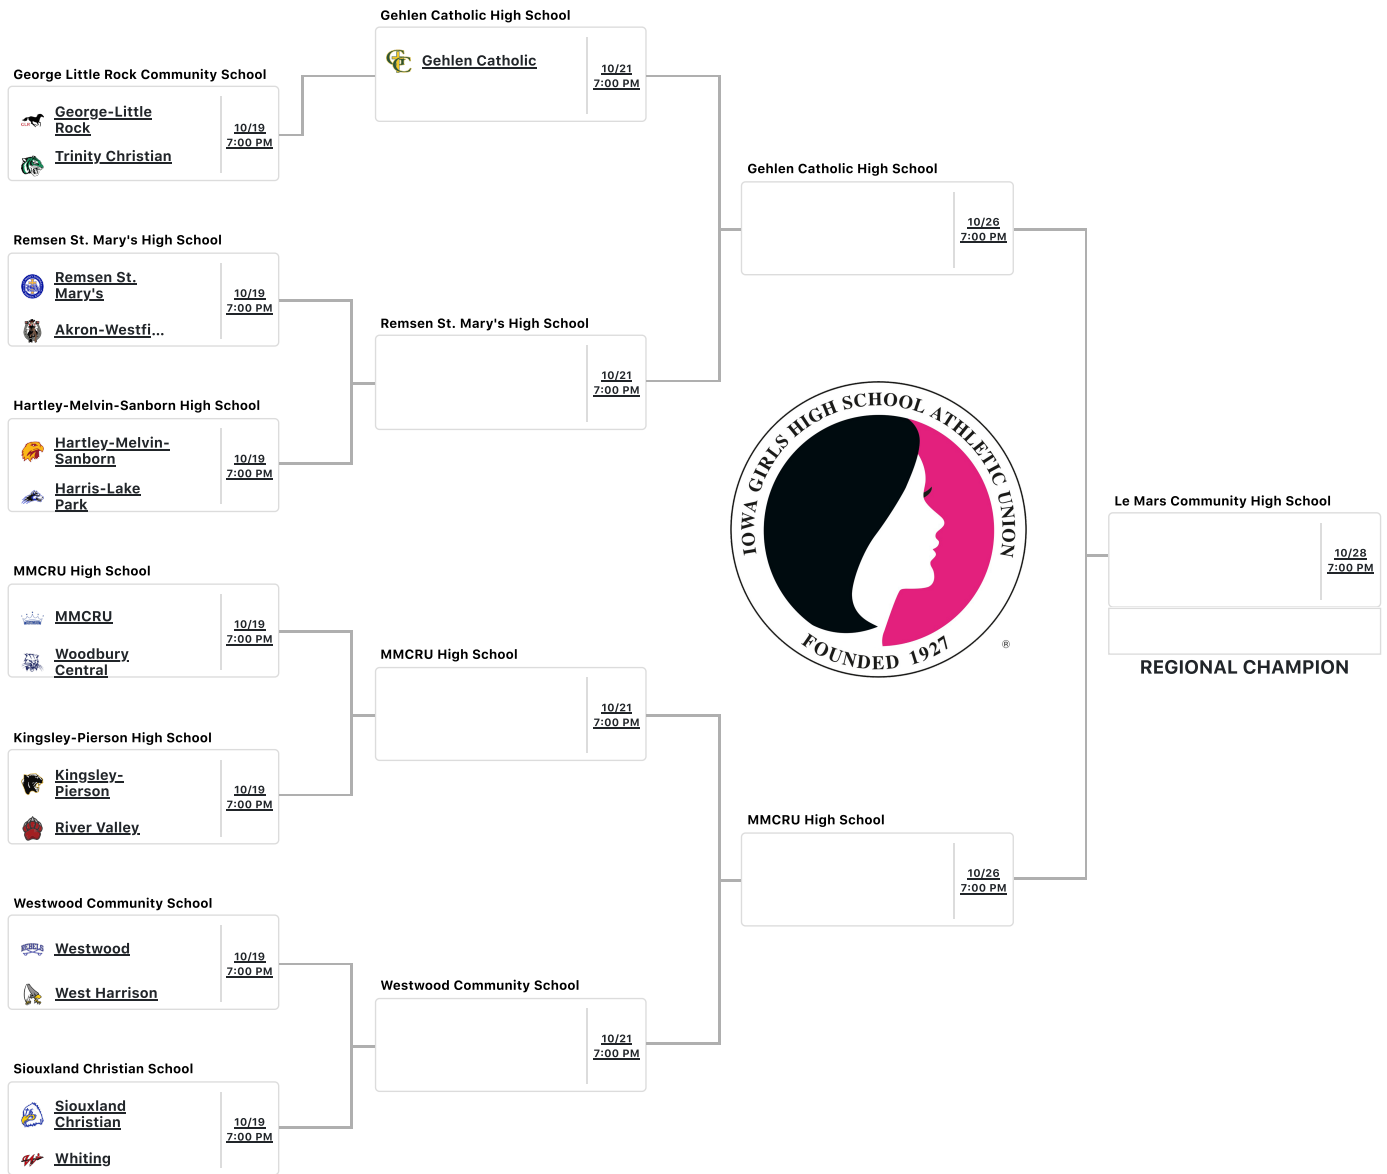 Gehlen Catholic High School
Gehlen Catholic
10/21
7:00 PM
George Little Rock Community School
George-Little
Rock
Trinity Christian
10/19
7:00 PM
Gehlen Catholic High School
10/26
7:00 PM
Remsen St. Mary's High School
Remsen St.
Mary's
Akron-Westfi...
10/19
7:00 PM
Remsen St. Mary's High School
10/21
7:00 PM
Hartley-Melvin-Sanborn High School
Hartley-Melvin-
Sanborn
Harris-Lake
Park
10/19
7:00 PM
IOWA GIRLS HIGH SCHOOL ATHLETIC UNION
FOUNDED 1927
®
Le Mars Community High School
10/28
7:00 PM
REGIONAL CHAMPION
MMCRU High School
MMCRU
Woodbury
Central
10/19
7:00 PM
MMCRU High School
10/21
7:00 PM
Kingsley-Pierson High School
Kingsley-
Pierson
River Valley
10/19
7:00 PM
MMCRU High School
10/26
7:00 PM
Westwood Community School
REBELS
Westwood
West Harrison
10/19
7:00 PM
Westwood Community School
10/21
7:00 PM
Siouxland Christian School
Siouxland
Christian
Whiting
10/19
7:00 PM